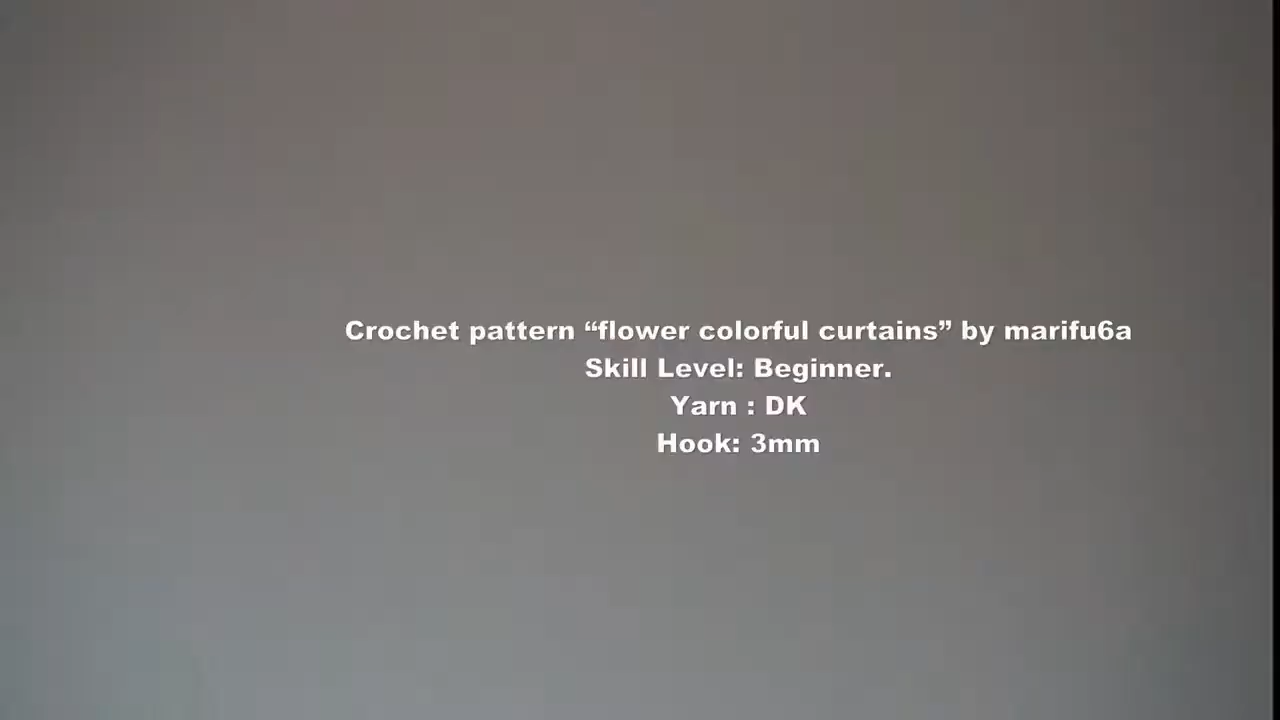 Crochet pattern “flower colorful curtains” by marifu6a
Skill Level: Beginner.
Yarn : DK
Hook: 3mm